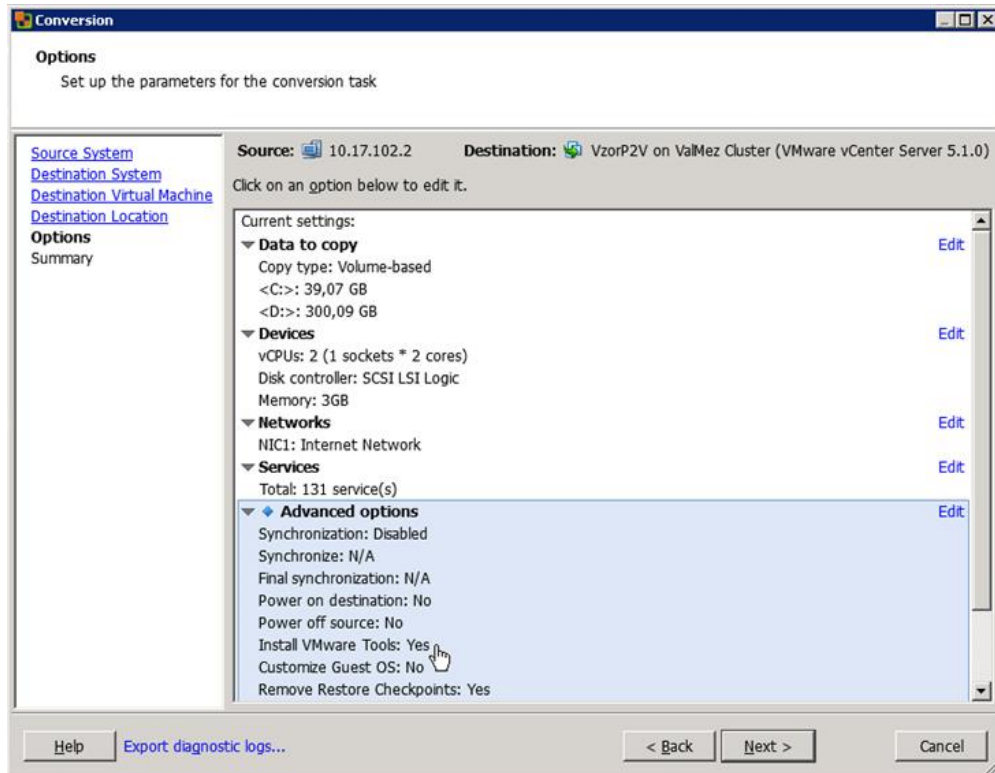 Conversion
Options
Set up the parameters for the conversion task
Source System
Destination System
Destination Virtual Machine
Destination Location
Options
Summary
Source: 10.17.102.2 Destination: VzorP2V on ValMez Cluster (VMware vCenter Server 5.1.0)
Click on an option below to edit it.
Current settings:
Data to copy Edit
Copy type: Volume-based
<C:>: 39,07 GB
<D:>: 300,09 GB
Devices Edit
vCPUs: 2 (1 sockets * 2 cores)
Disk controller: SCSI LSI Logic
Memory: 3GB
Networks Edit
NIC1: Internet Network
Services Edit
Total: 131 service(s)
Advanced options Edit
Synchronization: Disabled
Synchronize: N/A
Final synchronization: N/A
Power on destination: No
Power off source: No
Install VMware Tools: Yes
Customize Guest OS: No
Remove Restore Checkpoints: Yes
Help Export diagnostic logs... < Back Next > Cancel